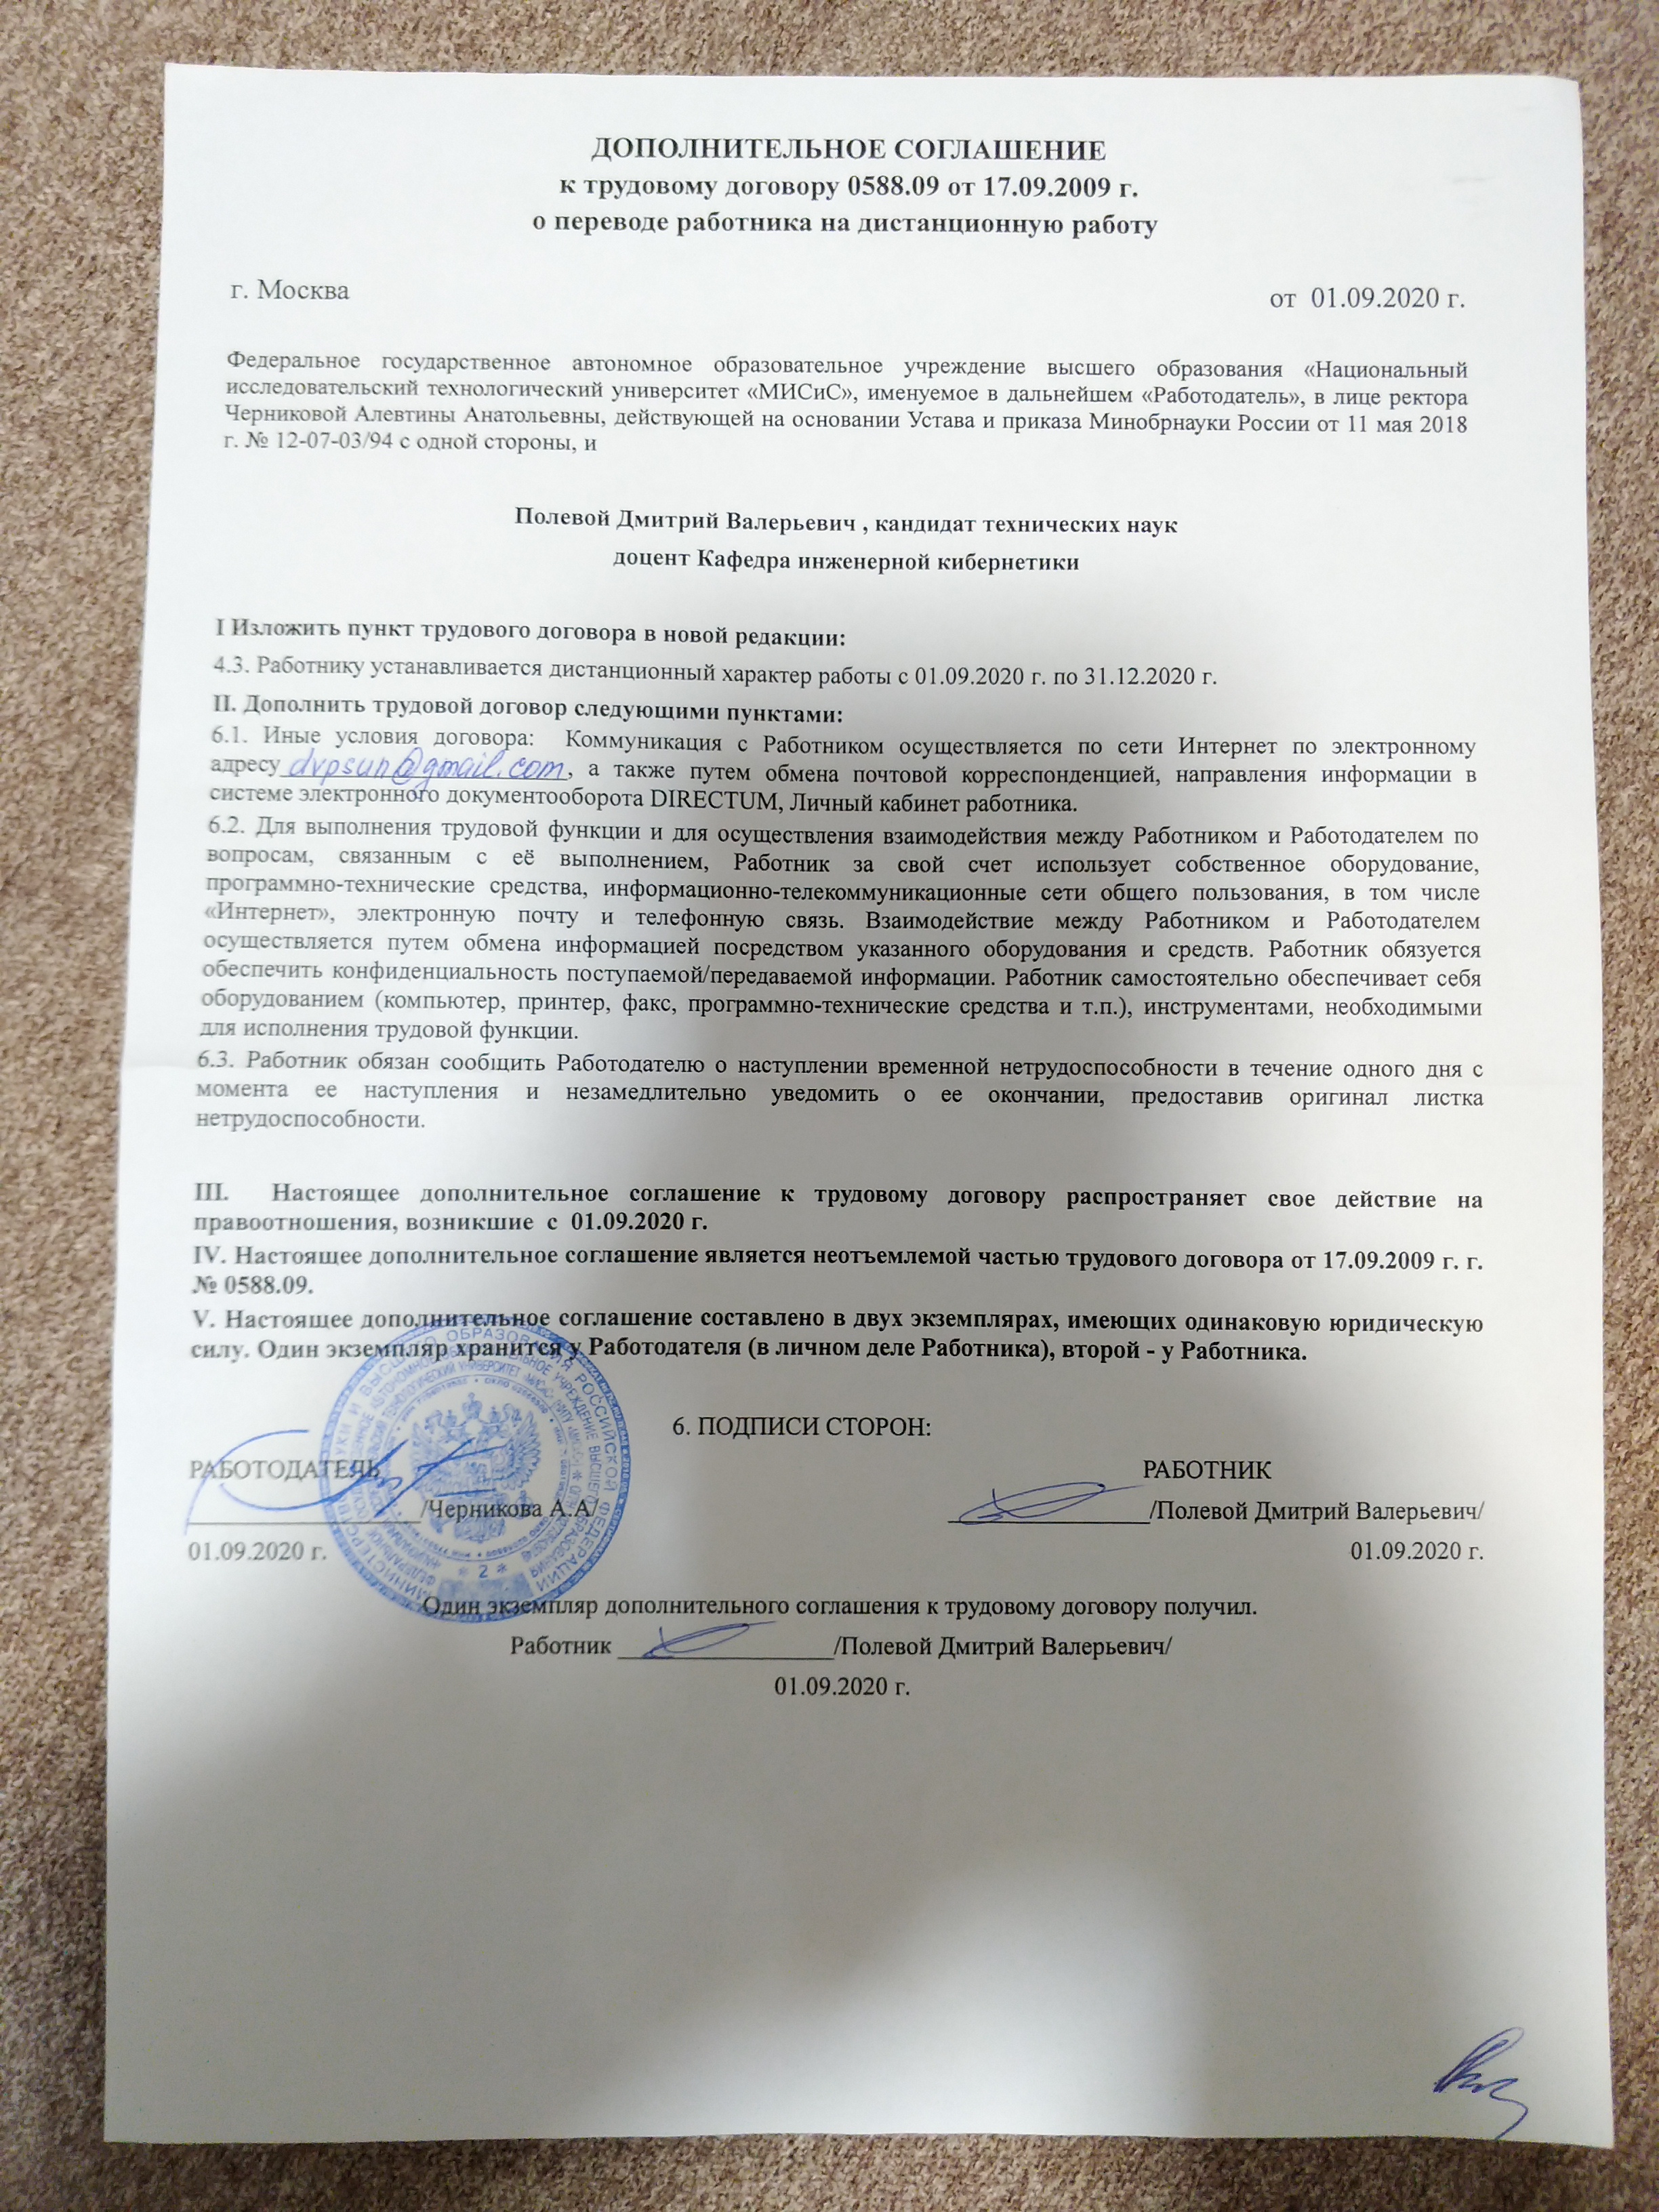 ДОПОЛНИТЕЛЬНОЕ СОГЛАШЕНИЕ
к трудовому договору 0588.09 от 17.09.2009 г.
о переводе работника на дистанционную работу
г. Москва от 01.09.2020 г.
Федеральное государственное автономное образовательное учреждение высшего образования «Национальный
исследовательский технологический университет «МИСиС», именуемое в дальнейшем «Работодатель», в лице ректора
Черниковой Алевтины Анатольевны, действующей на основании Устава и приказа Минобрнауки России от 11 мая 2018
г. № 12-07-03/94 с одной стороны, и
Полевой Дмитрий Валерьевич , кандидат технических наук
доцент Кафедра инженерной кибернетики
I Изложить пункт трудового договора в новой редакции:
4.3. Работнику устанавливается дистанционный характер работы с 01.09.2020 г. по 31.12.2020 г.
II. Дополнить трудовой договор следующими пунктами:
6.1. Иные условия договора: Коммуникация с Работником осуществляется по сети Интернет по электронному
адресу dvpsun@gmail.com, а также путем обмена почтовой корреспонденцией, направления информации в
системе электронного документооборота DIRECTUM, Личный кабинет работника.
6.2. Для выполнения трудовой функции и для осуществления взаимодействия между Работником и Работодателем по
вопросам, связанным с её выполнением, Работник за свой счет использует собственное оборудование,
программно-технические средства, информационно-телекоммуникационные сети общего пользования, в том числе
«Интернет», электронную почту и телефонную связь. Взаимодействие между Работником и Работодателем
осуществляется путем обмена информацией посредством указанного оборудования и средств. Работник обязуется
обеспечить конфиденциальность поступаемой/передаваемой информации. Работник самостоятельно обеспечивает себя
оборудованием (компьютер, принтер, факс, программно-технические средства и т.п.), инструментами, необходимыми
для исполнения трудовой функции.
6.3. Работник обязан сообщить Работодателю о наступлении временной нетрудоспособности в течение одного дня с
момента ее наступления и незамедлительно уведомить о ее окончании, предоставив оригинал листка
нетрудоспособности.
III. Настоящее дополнительное соглашение к трудовому договору распространяет свое действие на
правоотношения, возникшие с 01.09.2020 г.
IV. Настоящее дополнительное соглашение является неотъемлемой частью трудового договора от 17.09.2009 г. г.
№ 0588.09.
V. Настоящее дополнительное соглашение составлено в двух экземплярах, имеющих одинаковую юридическую
силу. Один экземпляр хранится у Работодателя (в личном деле Работника), второй - у Работника.
6. ПОДПИСИ СТОРОН:
РАБОТОДАТЕЛЬ РАБОТНИК
/Черникова А.А/ /Полевой Дмитрий Валерьевич/
01.09.2020 г. 01.09.2020 г.
Один экземпляр дополнительного соглашения к трудовому договору получил.
Работник /Полевой Дмитрий Валерьевич/
01.09.2020 г.